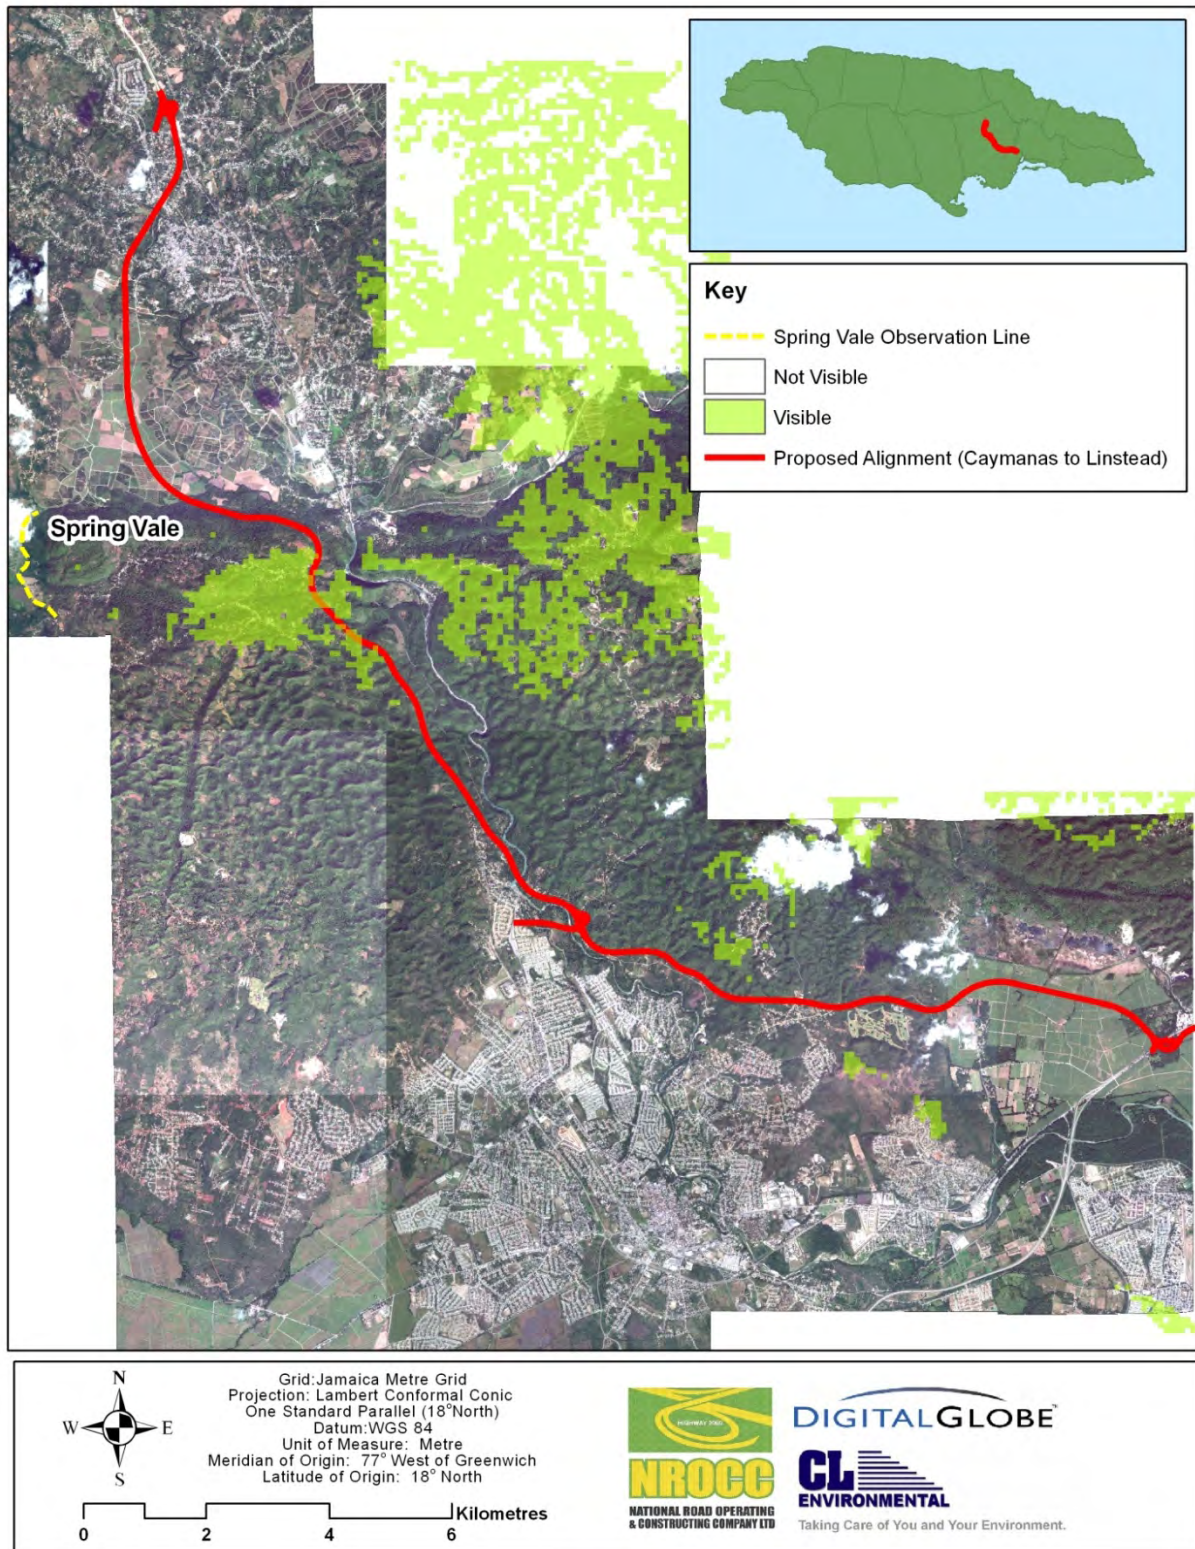 Key
Spring Vale Observation Line
Not Visible
Visible
Proposed Alignment (Caymanas to Linstead)
Spring Vale
N
W E
S
Grid:Jamaica Metre Grid
Projection: Lambert Conformal Conic
One Standard Parallel (18°North)
Datum:WGS 84
Unit of Measure: Metre
Meridian of Origin: 77° West of Greenwich
Latitude of Origin: 18° North
Kilometres
0 2 4 6
HIGHWAY 2000
NROCC
NATIONAL ROAD OPERATING
& CONSTRUCTING COMPANY LTD
DIGITALGLOBE
CL
ENVIRONMENTAL
Taking Care of You and Your Environment.